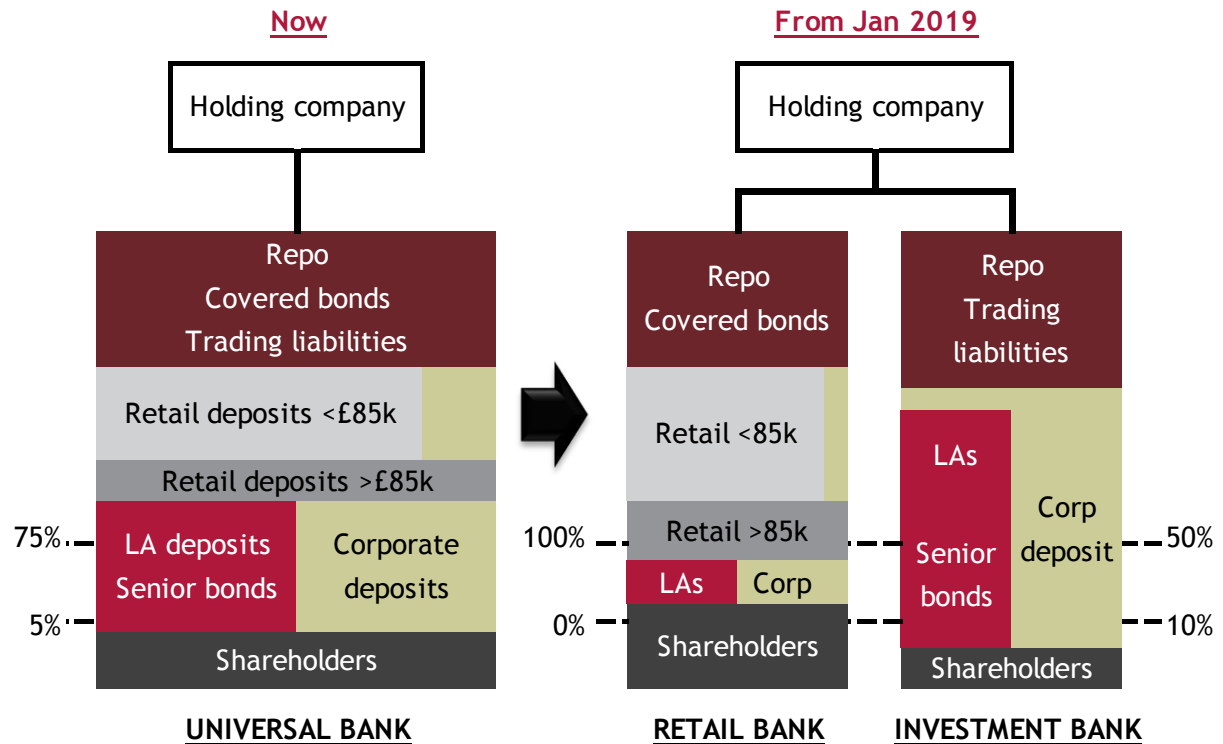 Now
Holding company
Repo
Covered bonds
Trading liabilities
Retail deposits <£85k
Retail deposits >£85k
75%
LA deposits
Senior bonds
Corporate
deposits
5%
Shareholders
UNIVERSAL BANK
From Jan 2019
Holding company
Repo
Covered bonds
Retail <85k
Retail >85k
100%
LAs
Corp
0%
Shareholders
RETAIL BANK
Repo
Trading
liabilities
LAs
Senior
bonds
Corp
deposit
50%
10%
Shareholders
INVESTMENT BANK